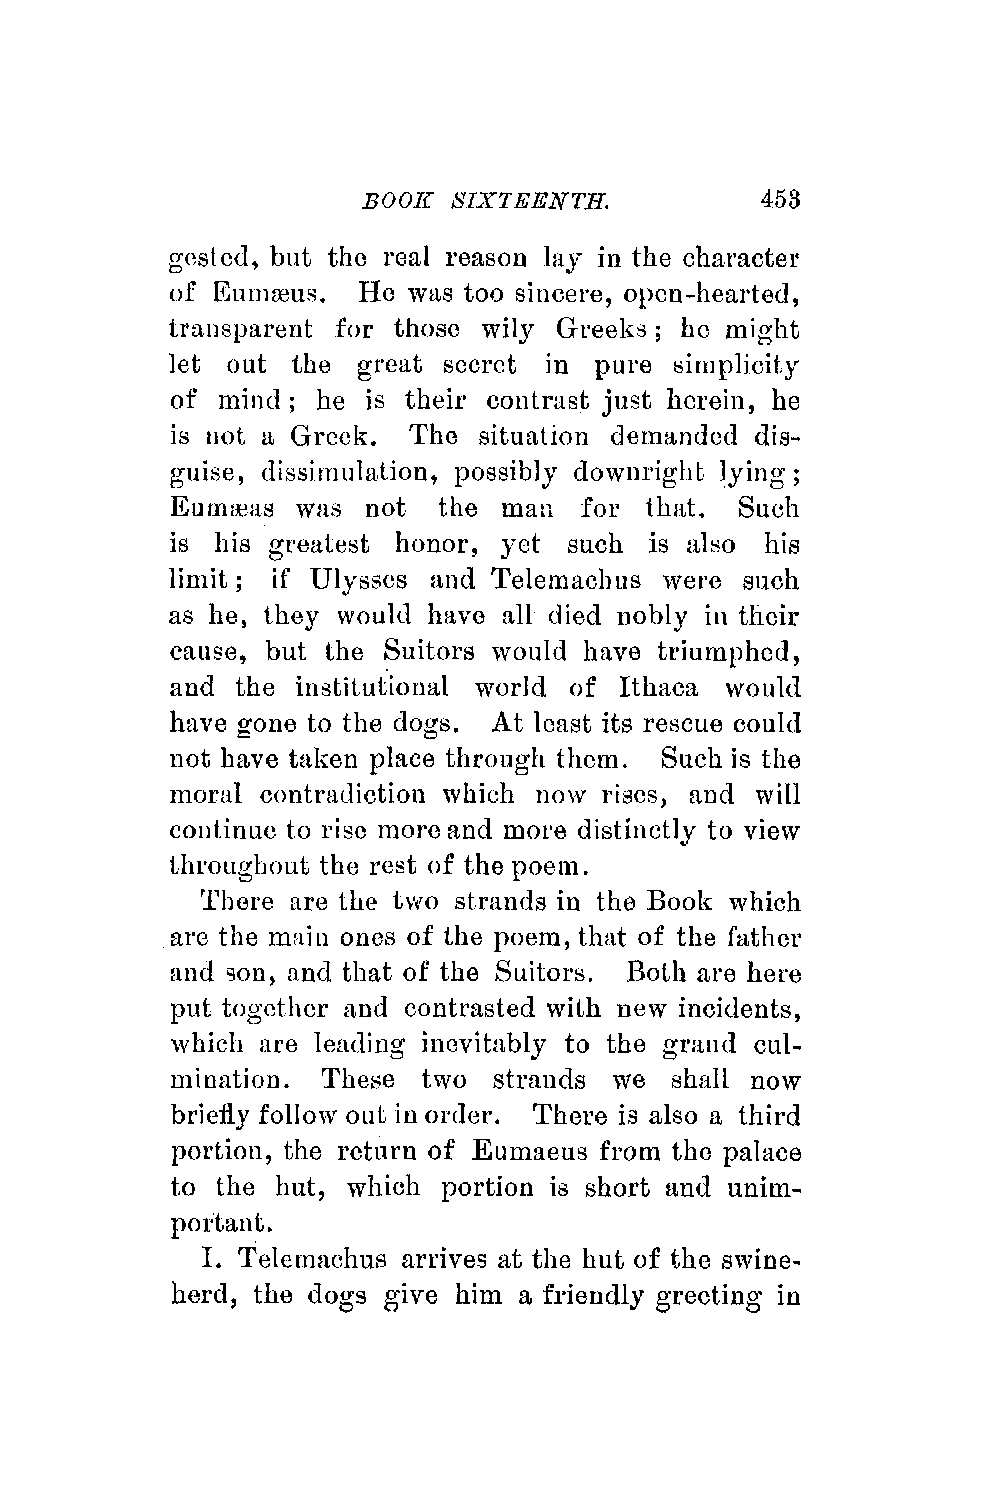 BOOK SIXTEENTH. 453
gested, but the real reason lay in the character
of Eumæus. He was too sincere, open-hearted,
transparent for those wily Greeks; he might
let out the great secret in pure simplicity
of mind; he is their contrast just herein, he
is not a Greek. The situation demanded dis-
guise, dissimulation, possibly downright lying;
Eumæas was not the man for that. Such
is his greatest honor, yet such is also his
limit; if Ulysses and Telemachus were such
as he, they would have all died nobly in their
cause, but the Suitors would have triumphed,
and the institutional world of Ithaca would
have gone to the dogs. At least its rescue could
not have taken place through them. Such is the
moral contradiction which now rises, and will
continue to rise more and more distinctly to view
throughout the rest of the poem.
There are the two strands in the Book which
are the main ones of the poem, that of the father
and son, and that of the Suitors. Both are here
put together and contrasted with new incidents,
which are leading inevitably to the grand cul-
mination. These two strands we shall now
briefly follow out in order. There is also a third
portion, the return of Eumaeus from the palace
to the hut, which portion is short and unim-
portant.
I. Telemachus arrives at the hut of the swine-
herd, the dogs give him a friendly greeting in